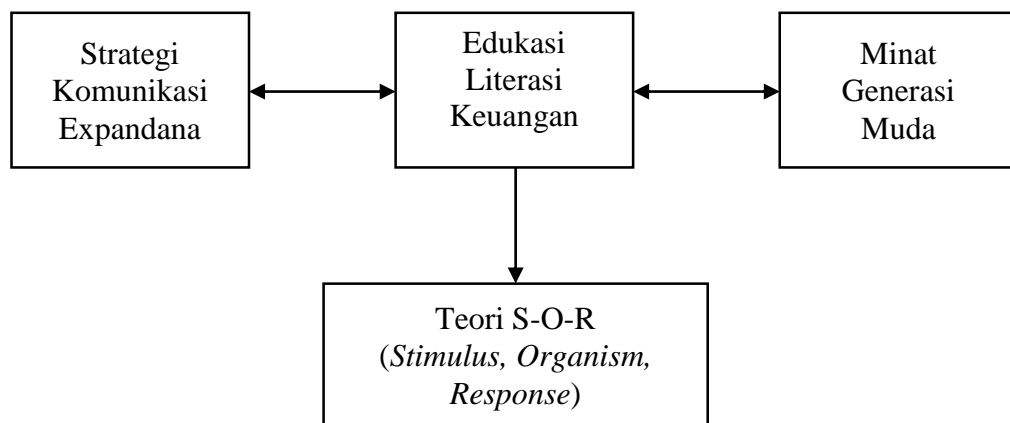 Strategi
Komunikasi
Expandana
Edukasi
Literasi
Keuangan
Minat
Generasi
Muda
Teori S-O-R
(Stimulus, Organism,
Response)